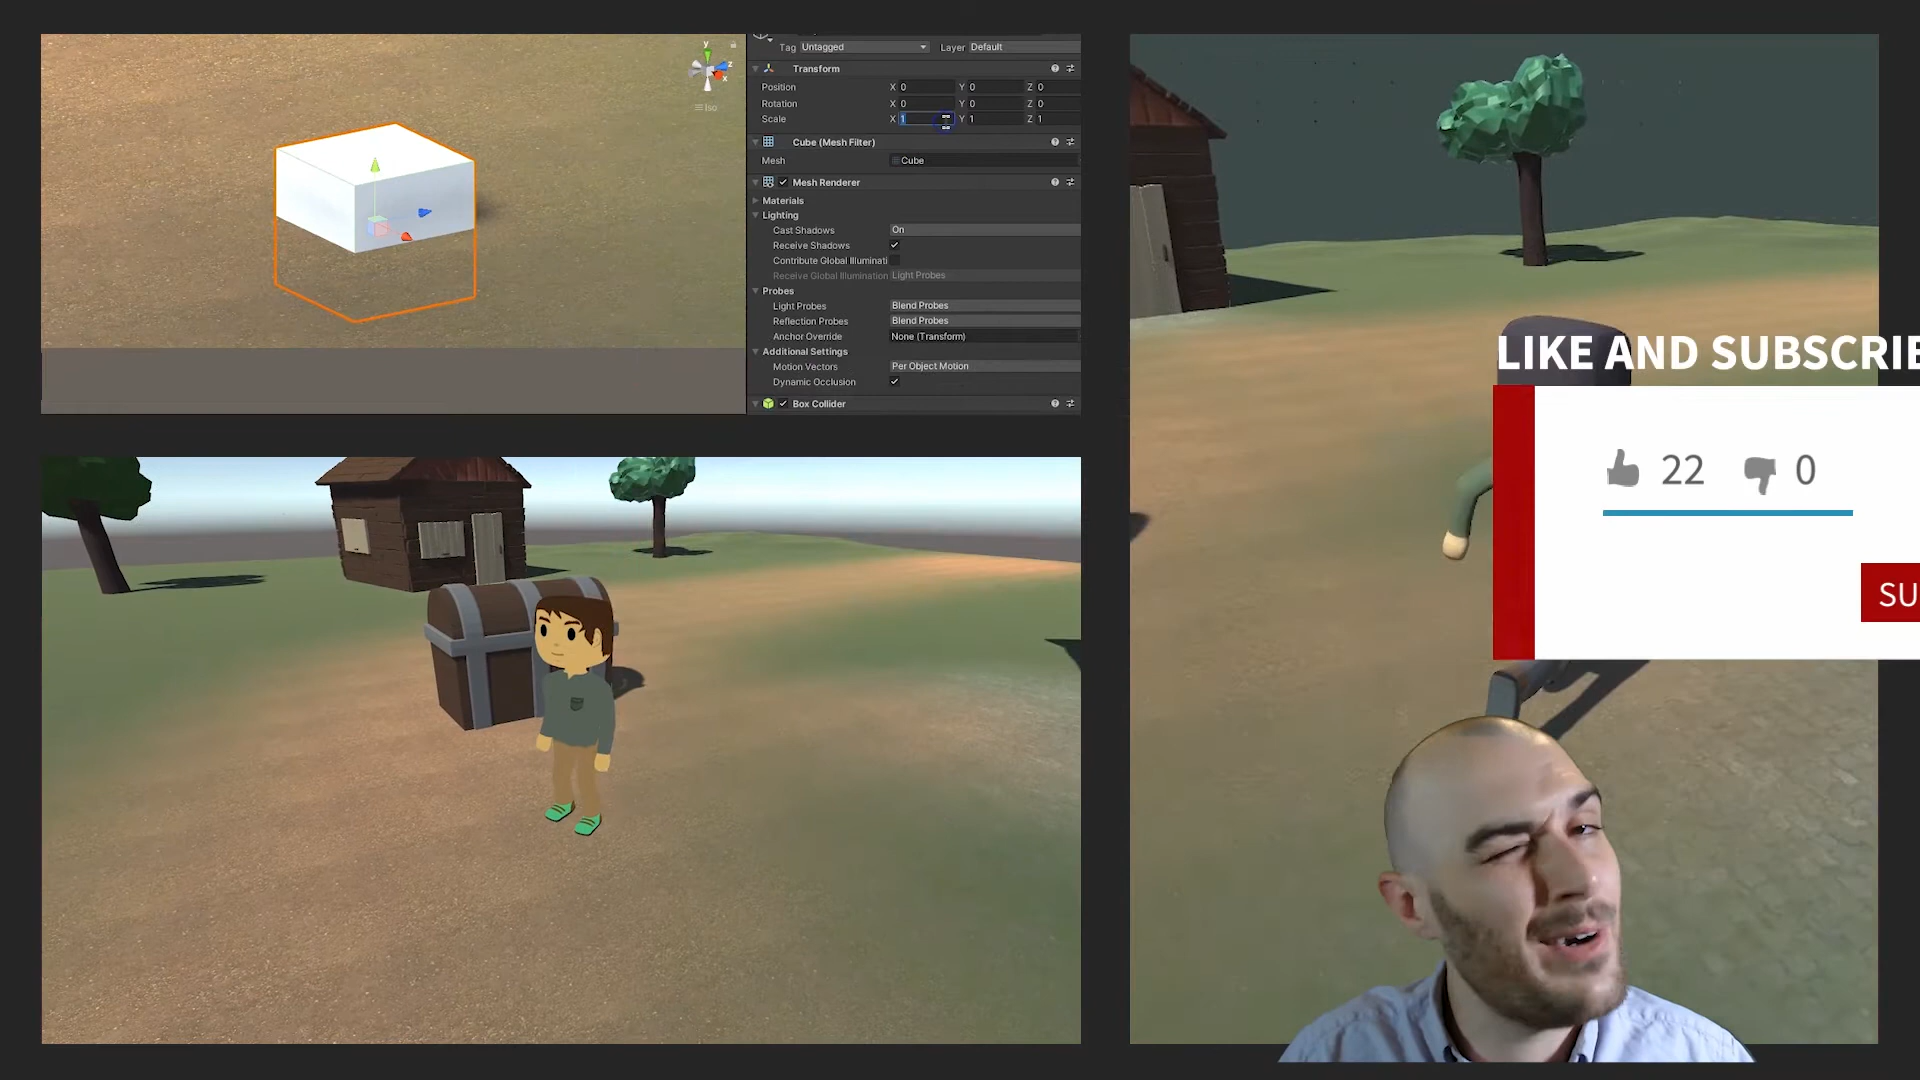 y
z
x
Iso
Tag Untagged Layer Default
Transform
Position X 0 Y 0 Z 0
Rotation X 0 Y 0 Z 0
Scale X 1 Y 1 Z 1
Cube (Mesh Filter)
Mesh Cube
Mesh Renderer
Materials
Lighting
Cast Shadows On
Receive Shadows
Contribute Global Illuminati
Receive Global Illumination Light Probes
Probes
Light Probes Blend Probes
Reflection Probes Blend Probes
Anchor Override None (Transform)
Additional Settings
Motion Vectors Per Object Motion
Dynamic Occlusion
Box Collider
LIKE AND SUBSCRIBE
22 0
SU